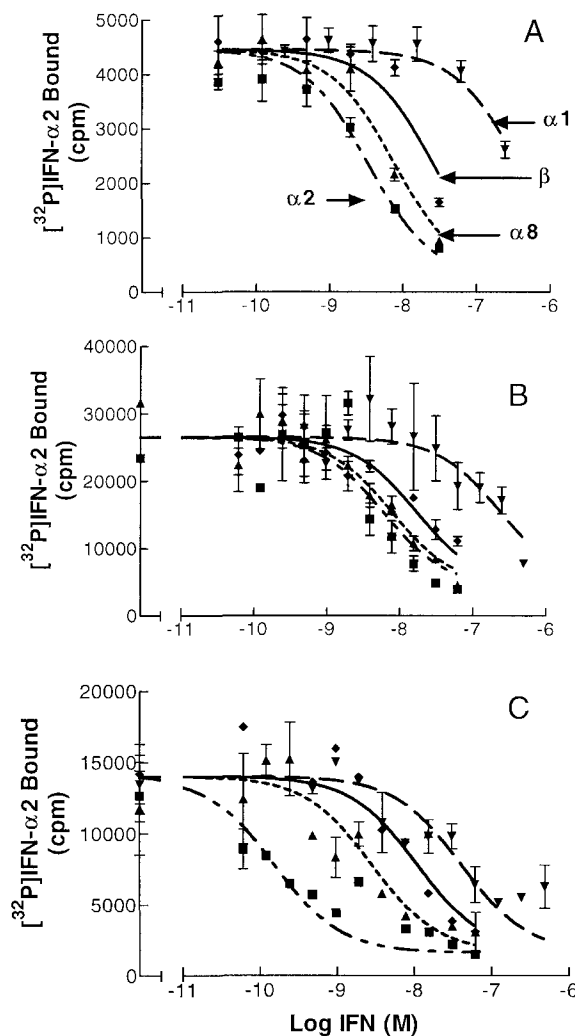 A
[32P]IFN-α2 Bound
(cpm)
5000
4000
3000
2000
1000
0
α1
β
α2
α8
-11 -10 -9 -8 -7 -6
B
[32P]IFN-α2 Bound
(cpm)
40000
30000
20000
10000
0
-11 -10 -9 -8 -7 -6
C
[32P]IFN-α2 Bound
(cpm)
20000
15000
10000
5000
0
-11 -10 -9 -8 -7 -6
Log IFN (M)